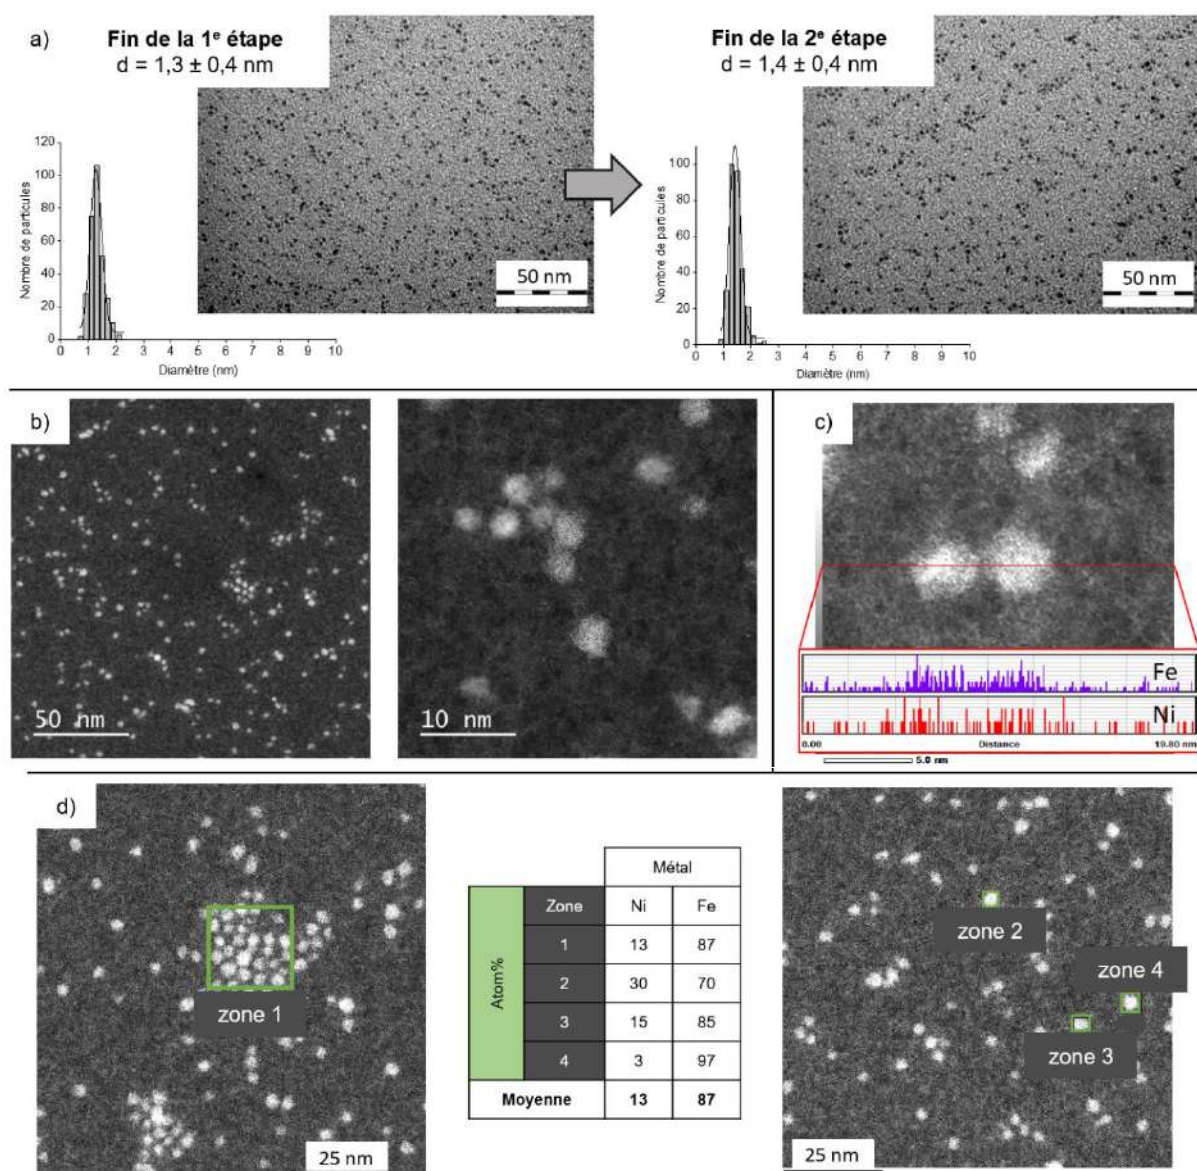 a)
Fin de la 1e étape
d = 1,3 ± 0,4 nm
Nombre de particules
120
100
80
60
40
20
0
0 1 2 3 4 5 6 7 8 9 10
Diamètre (nm)
50 nm
Fin de la 2e étape
d = 1,4 ± 0,4 nm
Nombre de particules
100
80
60
40
20
0
0 1 2 3 4 5 6 7 8 9 10
Diamètre (nm)
50 nm
b)
50 nm
10 nm
c)
Fe
Ni
0.00 Distance 19.80 nm
5.0 nm
d)
zone 1
25 nm
Métal
Atom%
Zone Ni Fe
1 13 87
2 30 70
3 15 85
4 3 97
Moyenne 13 87
zone 2
zone 4
zone 3
25 nm